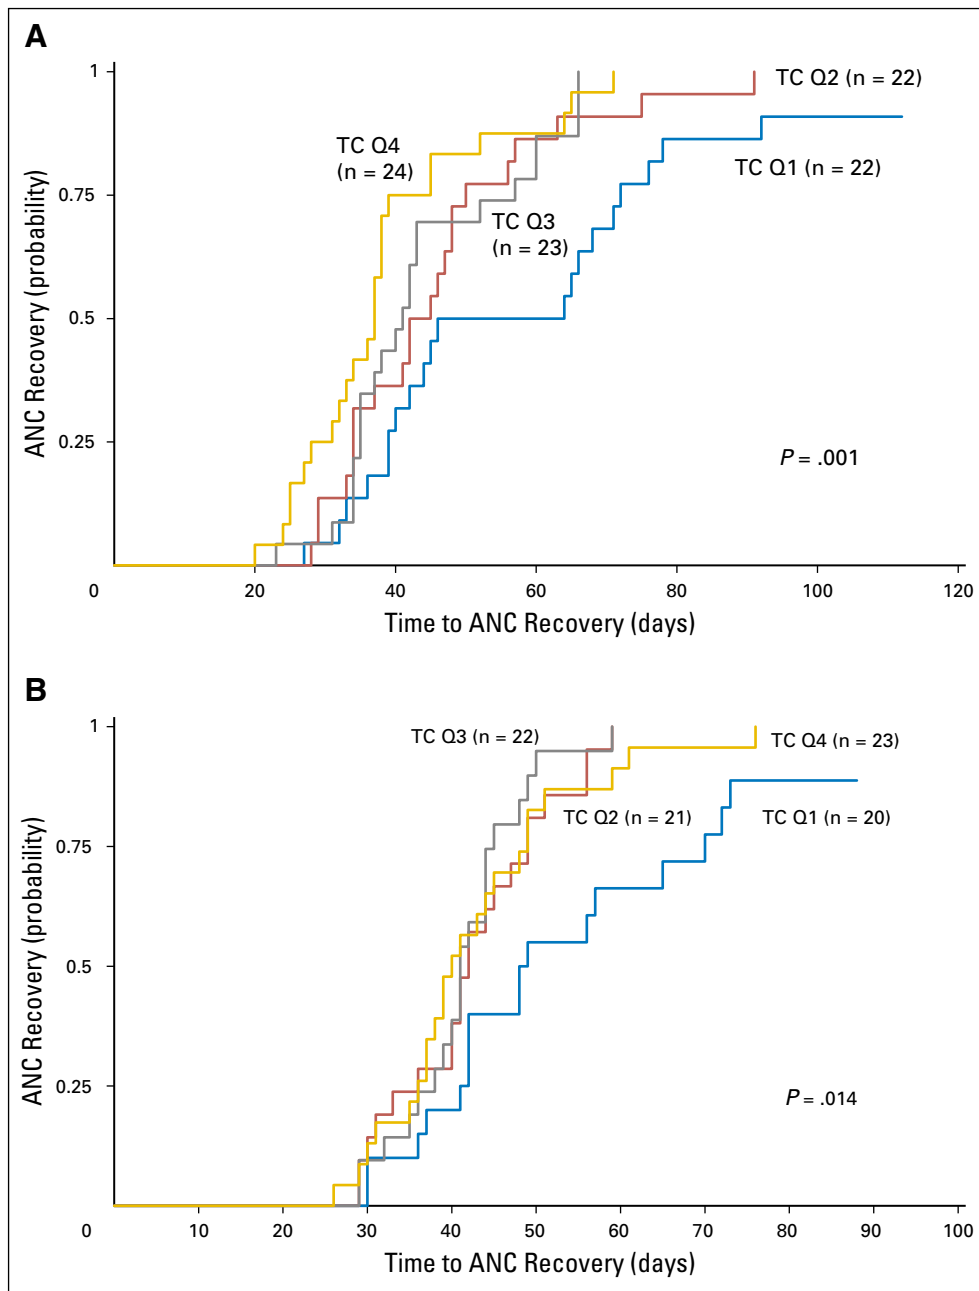 A
1
0.75
0.5
0.25
0
20
40
60
80
100
120
ANC Recovery (probability)
Time to ANC Recovery (days)
TC Q4
(n = 24)
TC Q3
(n = 23)
TC Q2 (n = 22)
TC Q1 (n = 22)
P = .001
B
1
0.75
0.5
0.25
0
10
20
30
40
50
60
70
80
90
100
ANC Recovery (probability)
Time to ANC Recovery (days)
TC Q3 (n = 22)
TC Q4 (n = 23)
TC Q2 (n = 21)
TC Q1 (n = 20)
P = .014